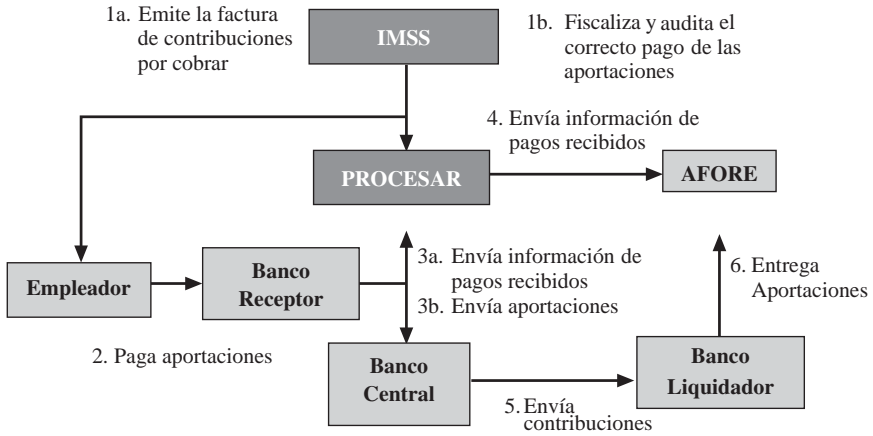 1a. Emite la factura
de contribuciones
por cobrar
IMSS
1b. Fiscaliza y audita el
correcto pago de las
aportaciones
4. Envía información de
pagos recibidos
PROCESAR
AFORE
Empleador
Banco
Receptor
3a. Envía información de
pagos recibidos
3b. Envía aportaciones
6. Entrega
Aportaciones
2. Paga aportaciones
Banco
Central
Banco
Liquidador
5. Envía
contribuciones